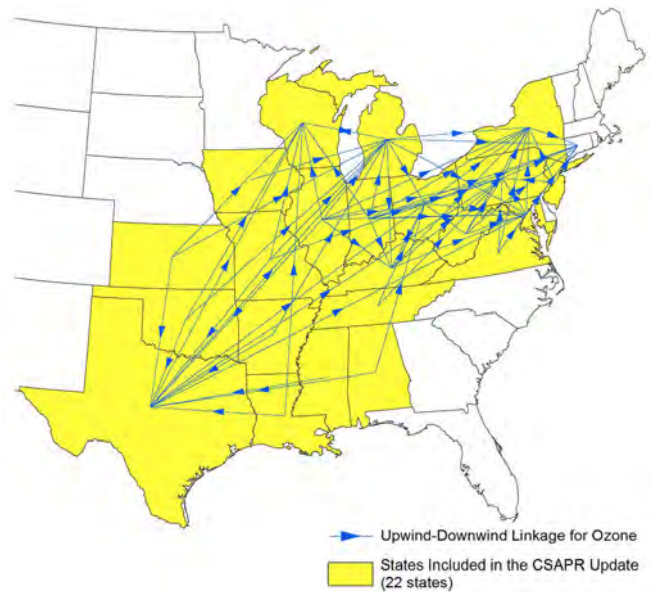 Upwind-Downwind Linkage for Ozone
States Included in the CSAPR Update
(22 states)